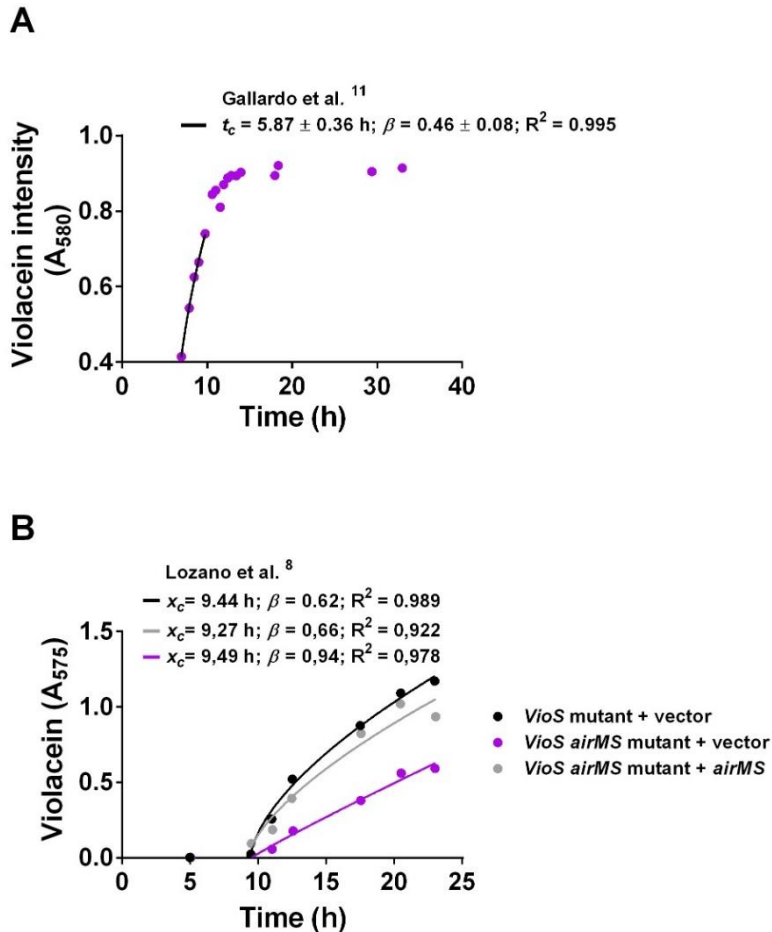 A
Gallardo et al. 11
t_c = 5.87 ± 0.36 h; β = 0.46 ± 0.08; R² = 0.995
Violacein intensity
(A₅₈₀)
1.0
0.8
0.6
0.4
0 10 20 30 40
Time (h)
B
Lozano et al. 8
x_c= 9.44 h; β = 0.62; R² = 0.989
x_c= 9,27 h; β = 0,66; R² = 0,922
x_c= 9,49 h; β = 0,94; R² = 0,978
Violacein (A₅₇₅)
1.5
1.0
0.5
0.0
0 5 10 15 20 25
Time (h)
VioS mutant + vector
VioS airMS mutant + vector
VioS airMS mutant + airMS